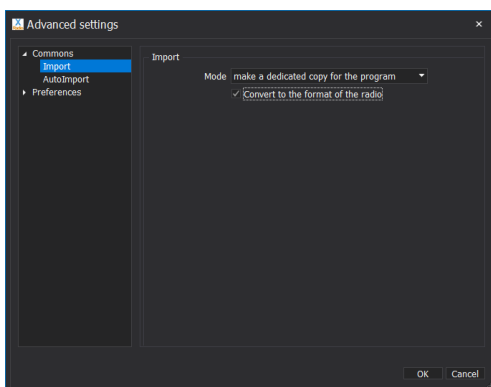 Advanced settings
Commons
Import
AutoImport
Preferences
Import
Mode make a dedicated copy for the program
Convert to the format of the radio
OK Cancel